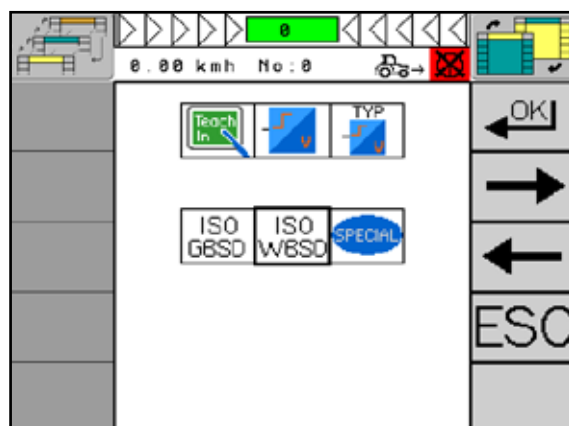 0
0.00 kmh No:0
Teach In
V
TYP
V
ISO GBSD
ISO WBSD
SPECIAL
OK
ESC